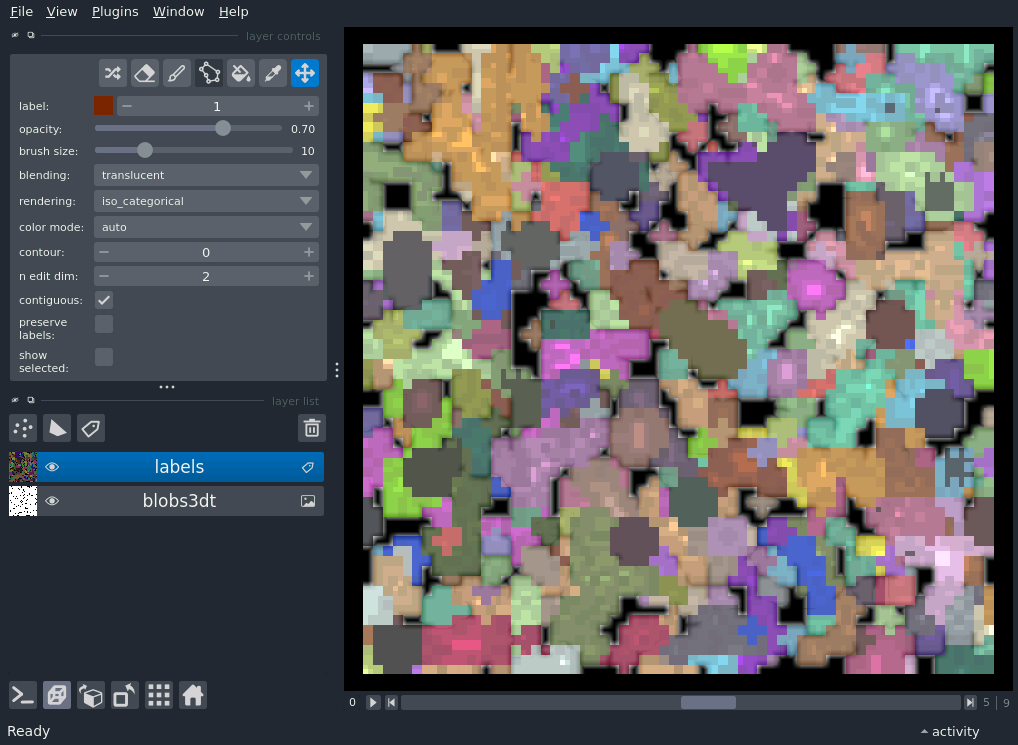 File View Plugins Window Help
layer controls
label: 1
opacity: 0.70
brush size: 10
blending: translucent
rendering: iso_categorical
color mode: auto
contour: 0
n edit dim: 2
contiguous:
preserve
labels:
show
selected:
layer list
labels
blobs3dt
0 5 | 9
Ready activity